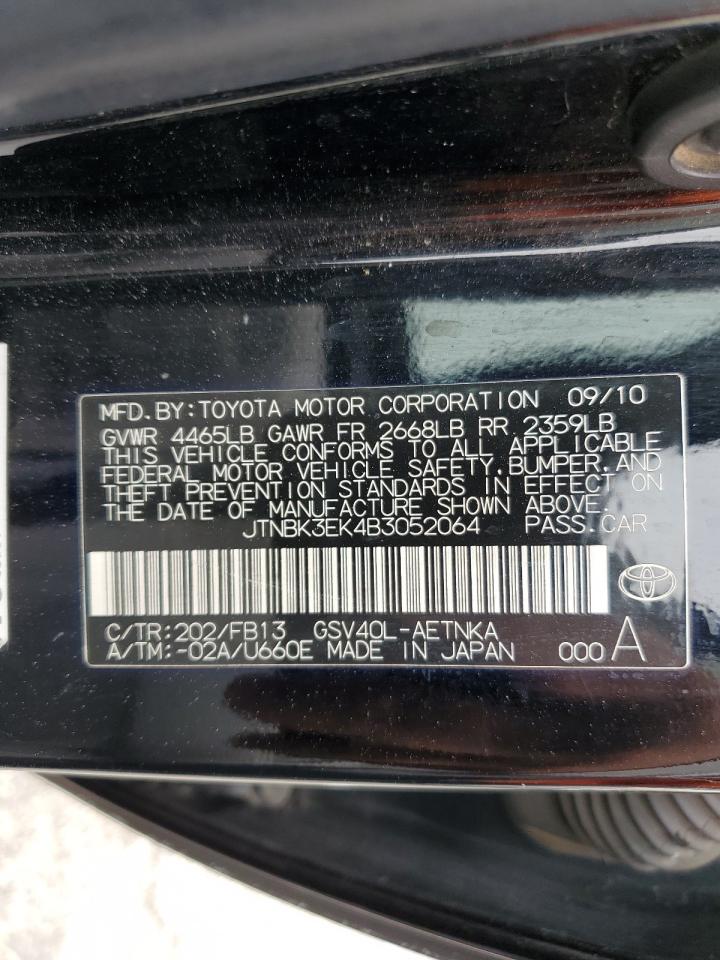 MFD.BY:TOYOTA MOTOR CORPORATION 09/10
GVWR 4465LB GAWR FR 2668LB RR 2359LB
THIS VEHICLE CONFORMS TO ALL APPLICABLE
FEDERAL MOTOR VEHICLE SAFETY,BUMPER,AND
THEFT PREVENTION STANDARDS IN EFFECT ON
THE DATE OF MANUFACTURE SHOWN ABOVE.
JTNBK3EK4B3052064 PASS.CAR
C/TR:202/FB13 GSV40L-AETNKA
A/TM:-02A/U660E MADE IN JAPAN 000 A